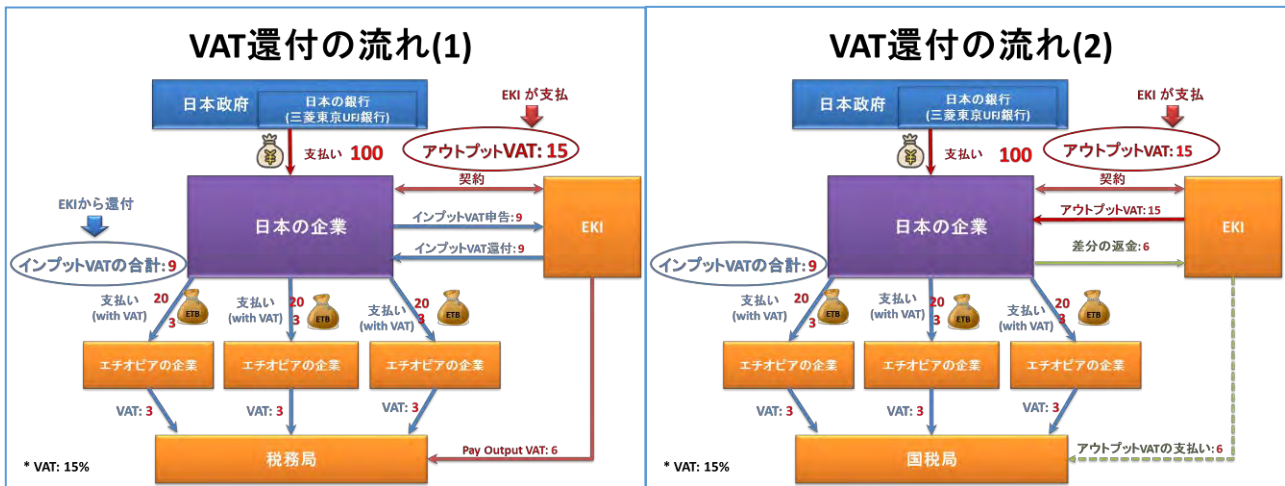 VAT還付の流れ(1)
日本政府
日本の銀行
(三菱東京UFJ銀行)
EKI が支払
¥
支払い 100
アウトプットVAT: 15
契約
EKIから還付
日本の企業
インプットVAT申告: 9
インプットVAT還付: 9
EKI
インプットVATの合計: 9
支払い
(with VAT)
20
3
ETB
支払い
(with VAT)
20
3
ETB
支払い
(with VAT)
20
3
ETB
エチオピアの企業
エチオピアの企業
エチオピアの企業
VAT: 3
VAT: 3
VAT: 3
税務局
Pay Output VAT: 6
* VAT: 15%
VAT還付の流れ(2)
日本政府
日本の銀行
(三菱東京UFJ銀行)
EKI が支払
¥
支払い 100
アウトプットVAT: 15
契約
日本の企業
アウトプットVAT: 15
差分の返金: 6
EKI
インプットVATの合計: 9
支払い
(with VAT)
20
3
ETB
支払い
(with VAT)
20
3
ETB
支払い
(with VAT)
20
3
ETB
エチオピアの企業
エチオピアの企業
エチオピアの企業
VAT: 3
VAT: 3
VAT: 3
国税局
アウトプットVATの支払い: 6
* VAT: 15%